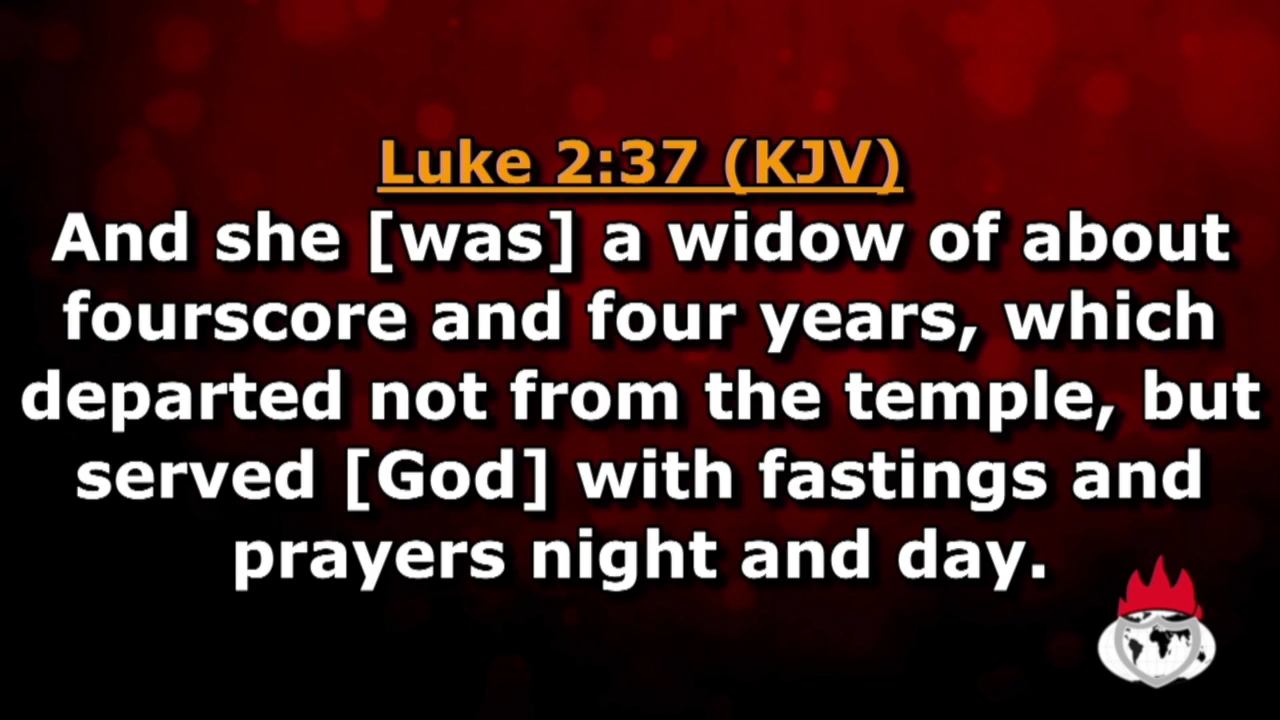 Luke 2:37 (KJV)
And she [was] a widow of about
fourscore and four years, which
departed not from the temple, but
served [God] with fastings and
prayers night and day.